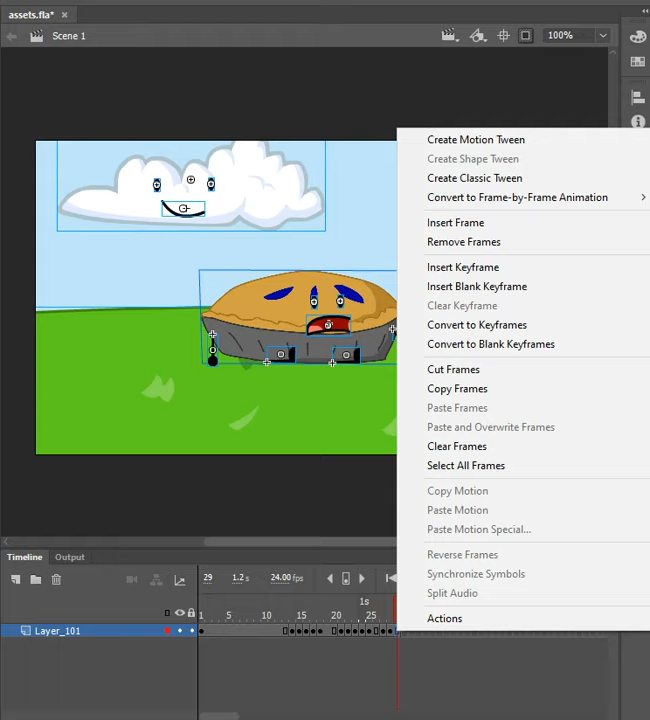 assets.fla* ×
Scene 1
100%
Create Motion Tween
Create Shape Tween
Create Classic Tween
Convert to Frame-by-Frame Animation
Insert Frame
Remove Frames
Insert Keyframe
Insert Blank Keyframe
Clear Keyframe
Convert to Keyframes
Convert to Blank Keyframes
Cut Frames
Copy Frames
Paste Frames
Paste and Overwrite Frames
Clear Frames
Select All Frames
Copy Motion
Paste Motion
Paste Motion Special...
Reverse Frames
Synchronize Symbols
Split Audio
Actions
Timeline Output
29 1.2 s 24.00 fps
1s
1 5 10 15 20 25
Layer_101